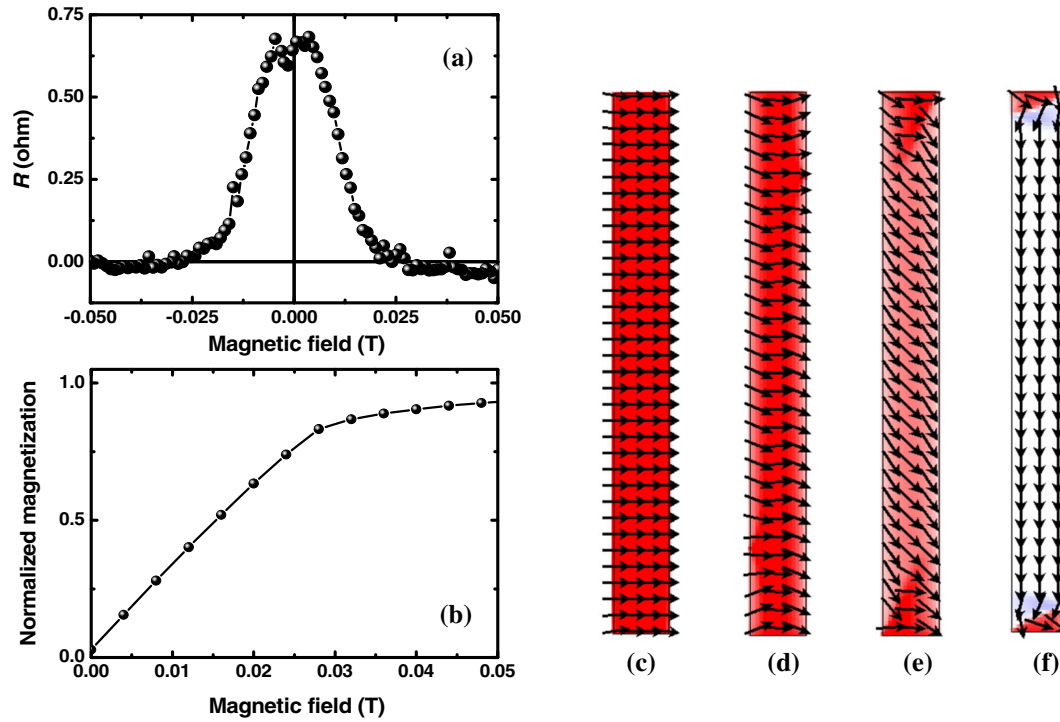 0.75
(a)
0.50
R (ohm)
0.25
0.00
-0.050 -0.025 0.000 0.025 0.050
Magnetic field (T)
1.0
Normalized magnetization
0.5
(b)
0.0
0.00 0.01 0.02 0.03 0.04 0.05
Magnetic field (T)
(c) (d) (e) (f)